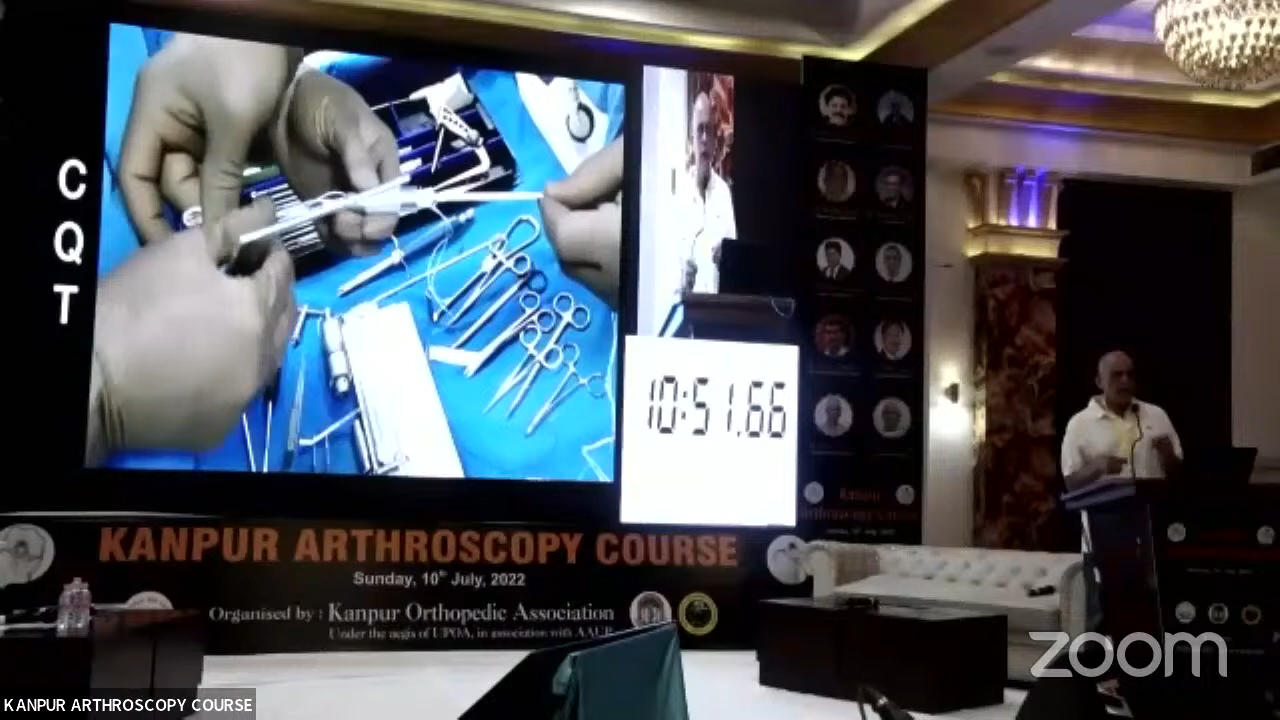 C
Q
T
10:51.66
KANPUR ARTHROSCOPY COURSE
Sunday, 10th July, 2022
Organised by : Kanpur Orthopedic Association
Under the aegis of UPOA, in association with
zoom
KANPUR ARTHROSCOPY COURSE